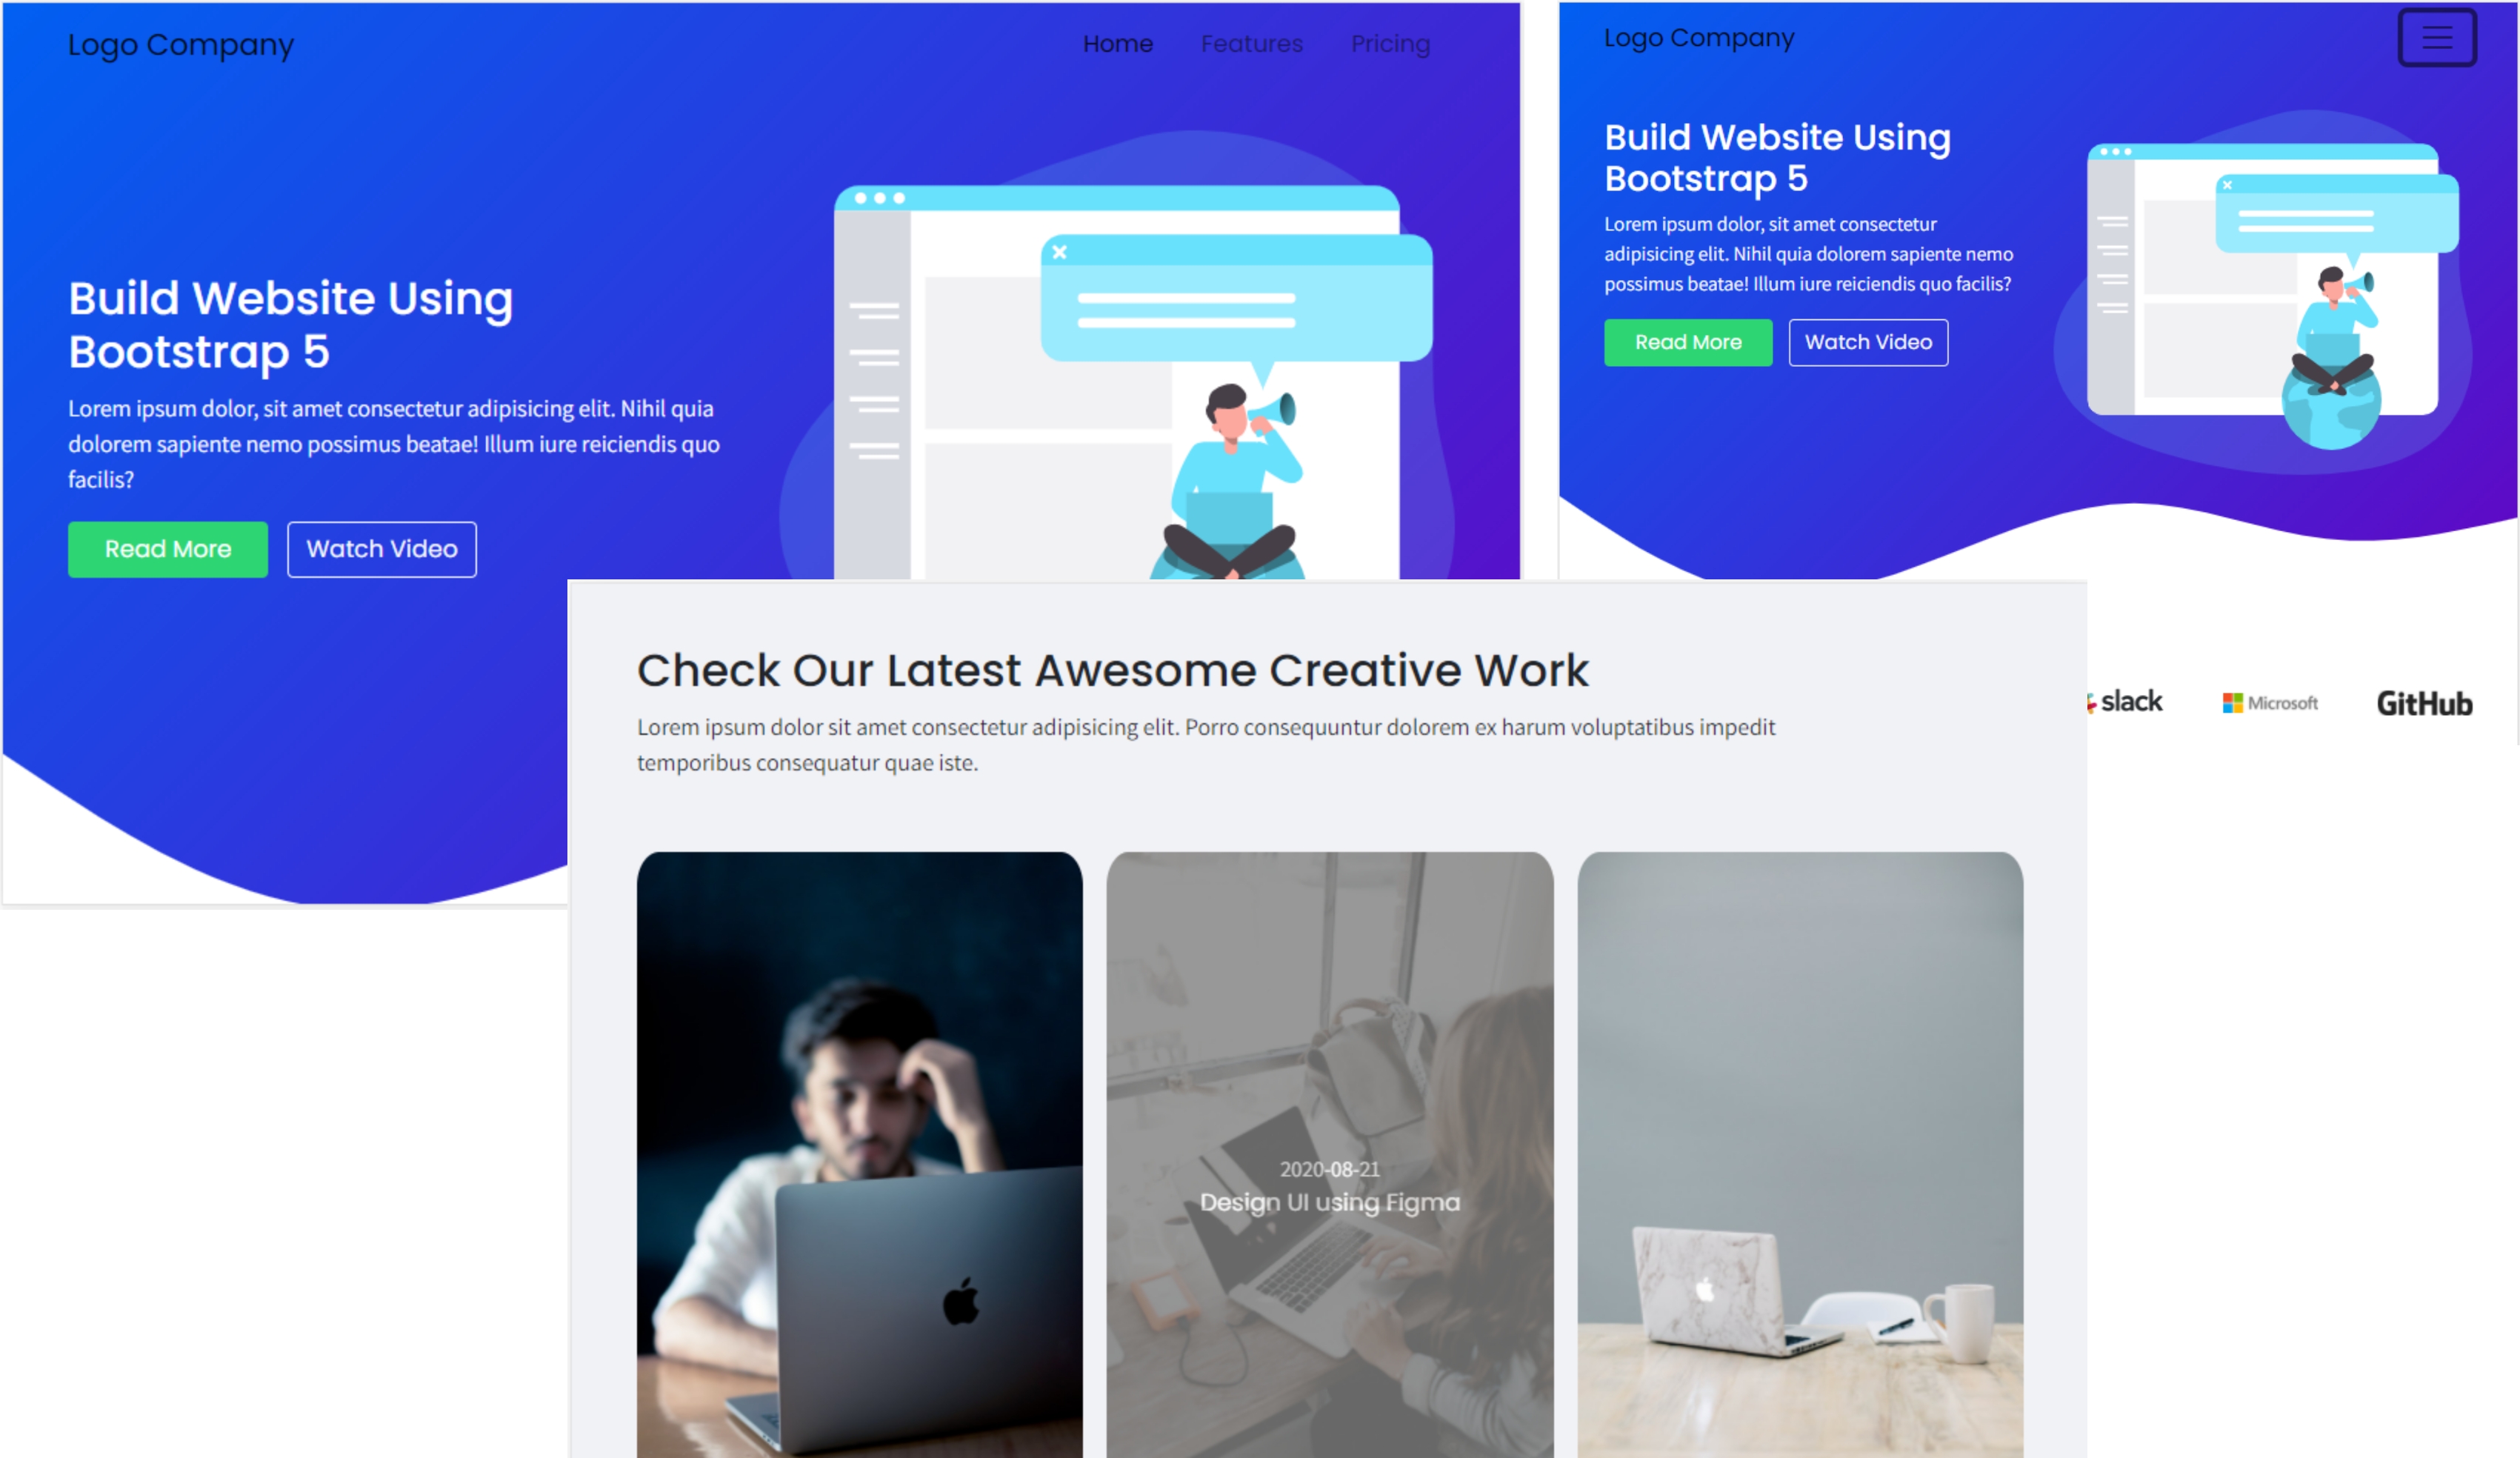 Logo Company
Home Features Pricing
Build Website Using
Bootstrap 5
Lorem ipsum dolor, sit amet consectetur adipisicing elit. Nihil quia
dolorem sapiente nemo possimus beatae! Illum iure reiciendis quo
facilis?
Read More Watch Video
Logo Company
Build Website Using
Bootstrap 5
Lorem ipsum dolor, sit amet consectetur
adipisicing elit. Nihil quia dolorem sapiente nemo
possimus beatae! Illum iure reiciendis quo facilis?
Read More Watch Video
slack Microsoft GitHub
Check Our Latest Awesome Creative Work
Lorem ipsum dolor sit amet consectetur adipisicing elit. Porro consequuntur dolorem ex harum voluptatibus impedit
temporibus consequatur quae iste.
2020-08-21
Design UI using Figma